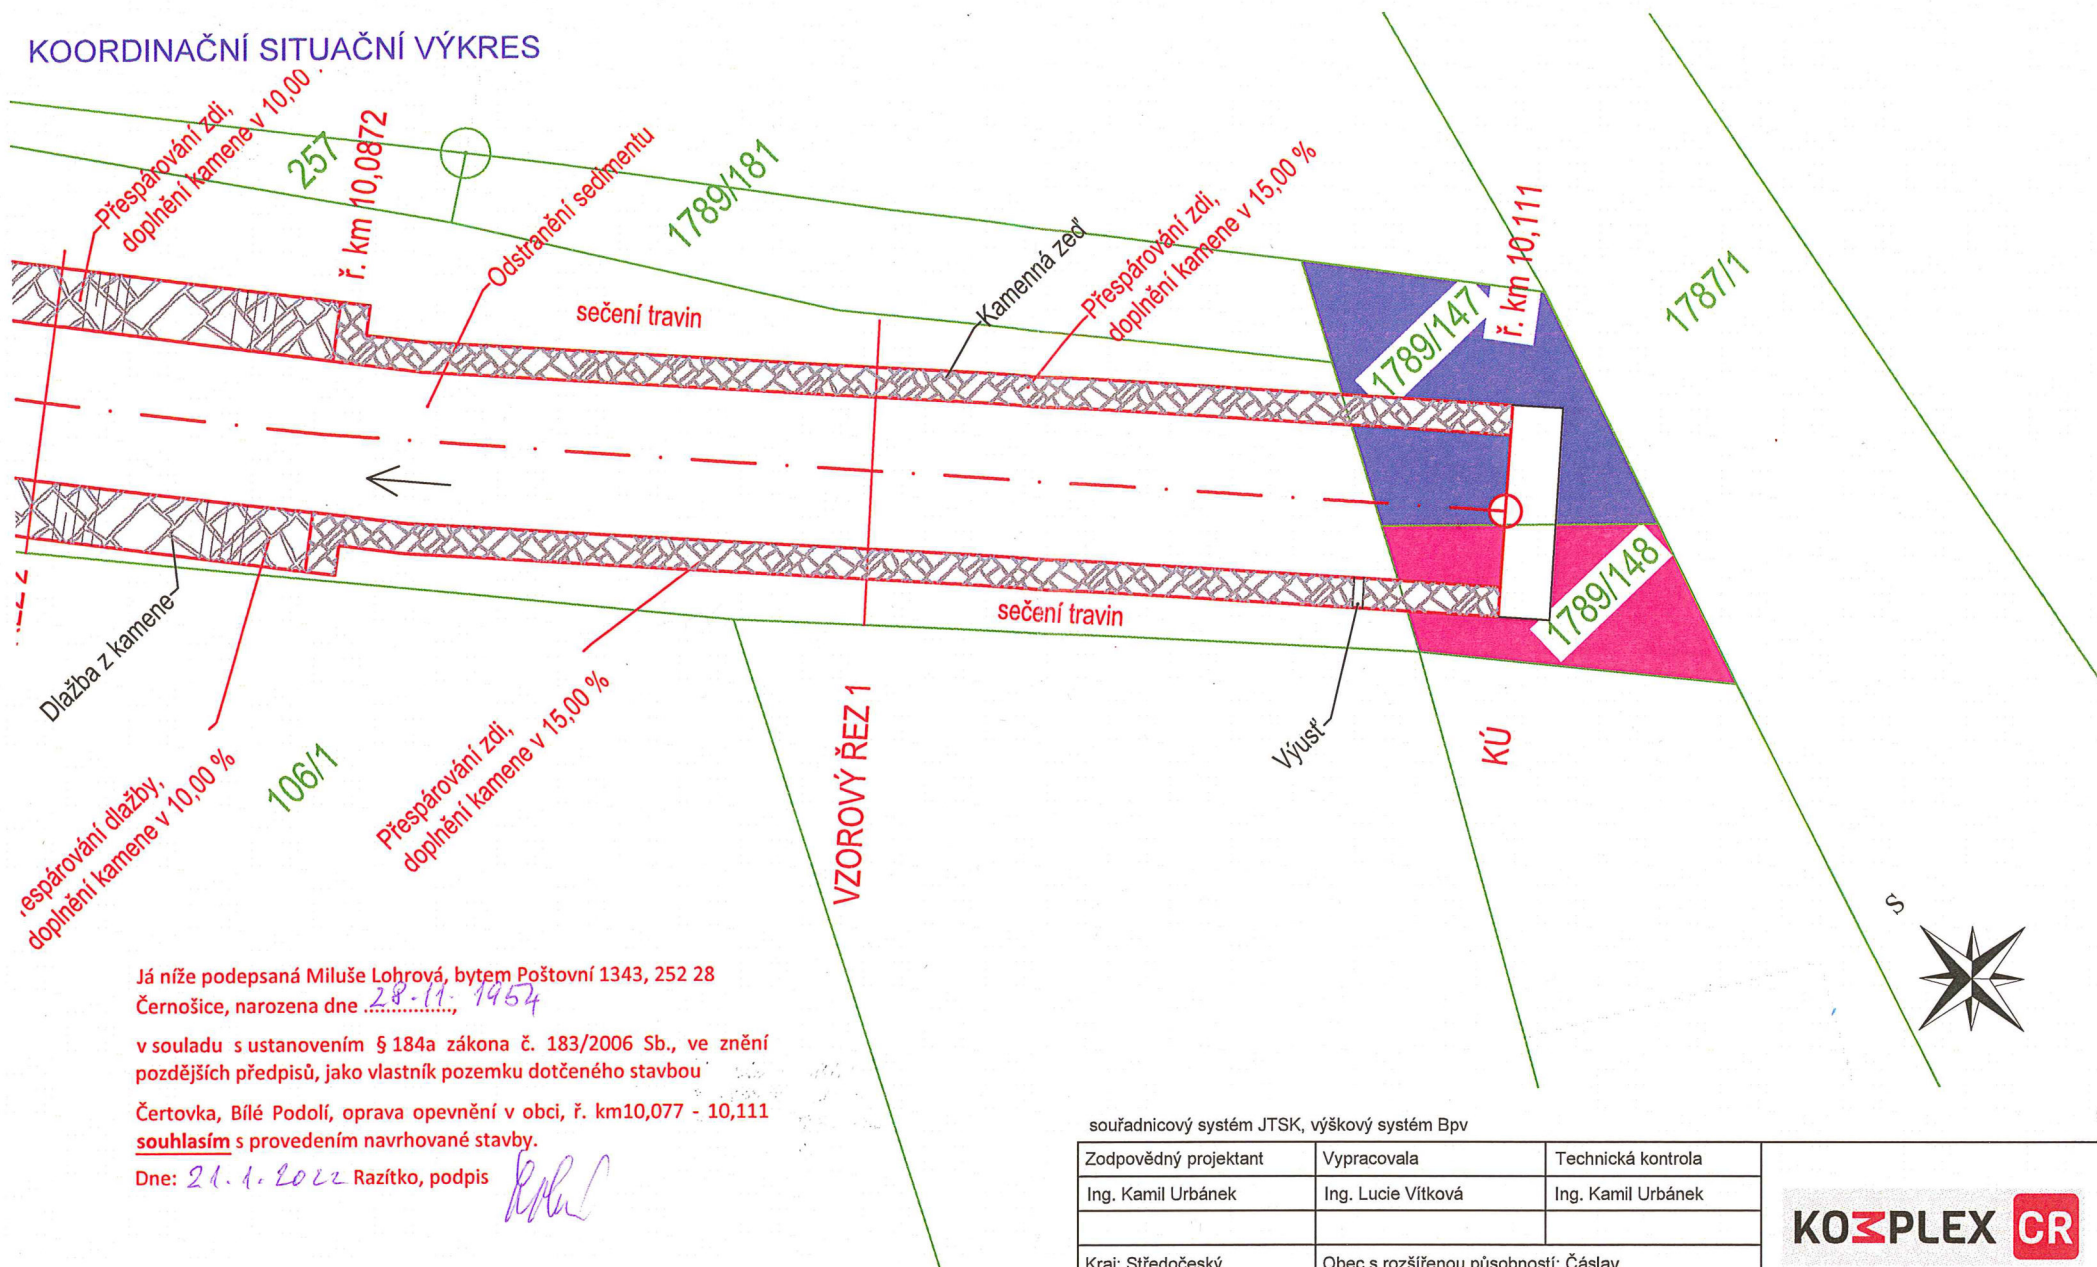 KOORDINAČNÍ SITUAČNÍ VÝKRES
Přespárování zdi,
doplnění kamene v 10,00
257
ř. km 10,0872
Odstranění sedimentu
1789/181
sečení travin
Kamenná zeď
Přespárování zdi,
doplnění kamene v 15,00 %
1789/147
ř. km 10,111
1787/1
1789/148
sečení travin
Dlažba z kamene
espárování dlažby,
doplnění kamene v 10,00 %
106/1
Přespárování zdi,
doplnění kamene v 15,00 %
VZOROVÝ ŘEZ 1
Výusť
KÚ
S
Já níže podepsaná Miluše Lohrová, bytem Poštovní 1343, 252 28
Černošice, narozena dne 28.11.1954,
v souladu s ustanovením § 184a zákona č. 183/2006 Sb., ve znění
pozdějších předpisů, jako vlastník pozemku dotčeného stavbou
Čertovka, Bílé Podolí, oprava opevnění v obci, ř. km10,077 - 10,111
souhlasím s provedením navrhované stavby.
Dne: 21.1.2022 Razítko, podpis
souřadnicový systém JTSK, výškový systém Bpv
Zodpovědný projektant Vypracovala Technická kontrola
Ing. Kamil Urbánek Ing. Lucie Vítková Ing. Kamil Urbánek
Kraj: Středočeský Obec s rozšířenou působností: Čáslav
KOMPLEX CR